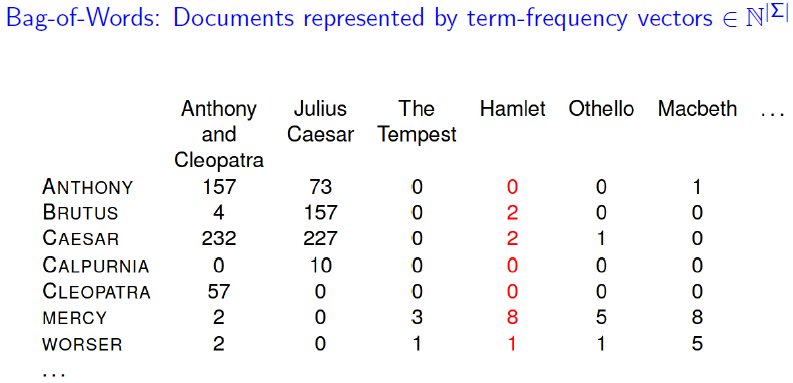 Bag-of-Words: Documents represented by term-frequency vectors ∈ ℕ^|Σ|
Anthony Julius The Hamlet Othello Macbeth ...
and Caesar Tempest
Cleopatra
ANTHONY 157 73 0 0 0 1
BRUTUS 4 157 0 2 0 0
CAESAR 232 227 0 2 1 0
CALPURNIA 0 10 0 0 0 0
CLEOPATRA 57 0 0 0 0 0
MERCY 2 0 3 8 5 8
WORSER 2 0 1 1 1 5
...